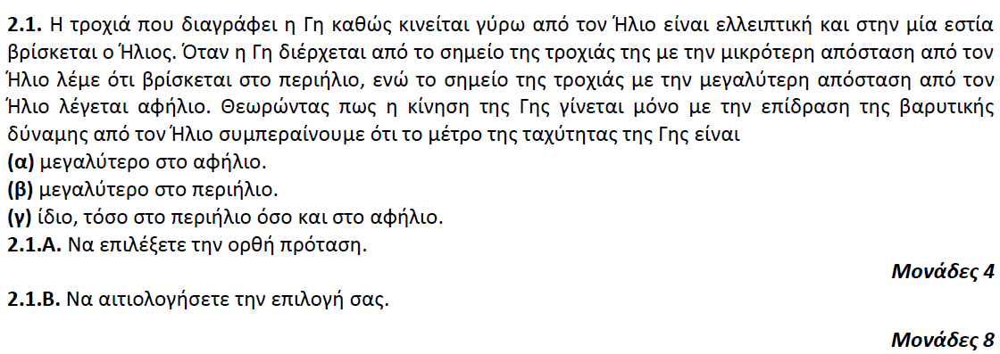 2.1. Η τροχιά που διαγράφει η Γη καθώς κινείται γύρω από τον Ήλιο είναι ελλειπτική και στην μία εστία
βρίσκεται ο Ήλιος. Όταν η Γη διέρχεται από το σημείο της τροχιάς της με την μικρότερη απόσταση από τον
Ήλιο λέμε ότι βρίσκεται στο περιήλιο, ενώ το σημείο της τροχιάς με την μεγαλύτερη απόσταση από τον
Ήλιο λέγεται αφήλιο. Θεωρώντας πως η κίνηση της Γης γίνεται μόνο με την επίδραση της βαρυτικής
δύναμης από τον Ήλιο συμπεραίνουμε ότι το μέτρο της ταχύτητας της Γης είναι
(α) μεγαλύτερο στο αφήλιο.
(β) μεγαλύτερο στο περιήλιο.
(γ) ίδιο, τόσο στο περιήλιο όσο και στο αφήλιο.
2.1.Α. Να επιλέξετε την ορθή πρόταση.
Μονάδες 4
2.1.Β. Να αιτιολογήσετε την επιλογή σας.
Μονάδες 8